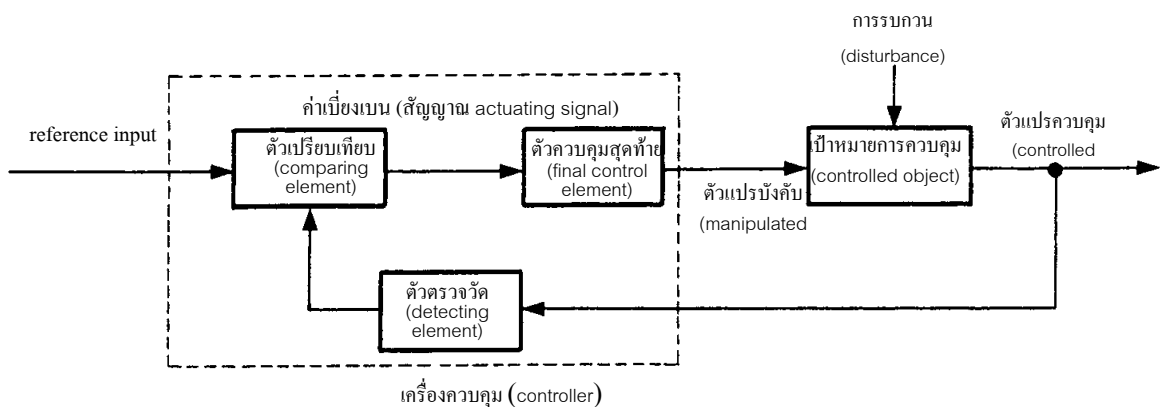 การรบกวน
(disturbance)
ค่าเบี่ยงเบน (สัญญาณ actuating signal)
reference input
ตัวเปรียบเทียบ
(comparing
element)
ตัวควบคุมสุดท้าย
(final control
element)
เป้าหมายการควบคุม
(controlled object)
ตัวแปรควบคุม
(controlled
ตัวแปรบังคับ
(manipulated
ตัวตรวจวัด
(detecting
element)
เครื่องควบคุม (controller)